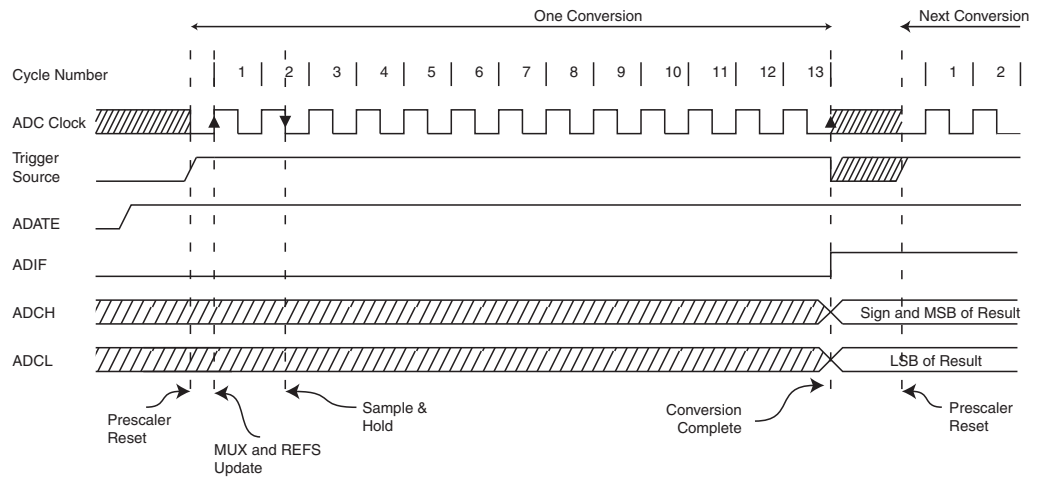 One Conversion
Next Conversion
Cycle Number
1 2 3 4 5 6 7 8 9 10 11 12 13 1 2
ADC Clock
Trigger
Source
ADATE
ADIF
ADCH
Sign and MSB of Result
ADCL
LSB of Result
Prescaler
Reset
MUX and REFS
Update
Sample &
Hold
Conversion
Complete
Prescaler
Reset